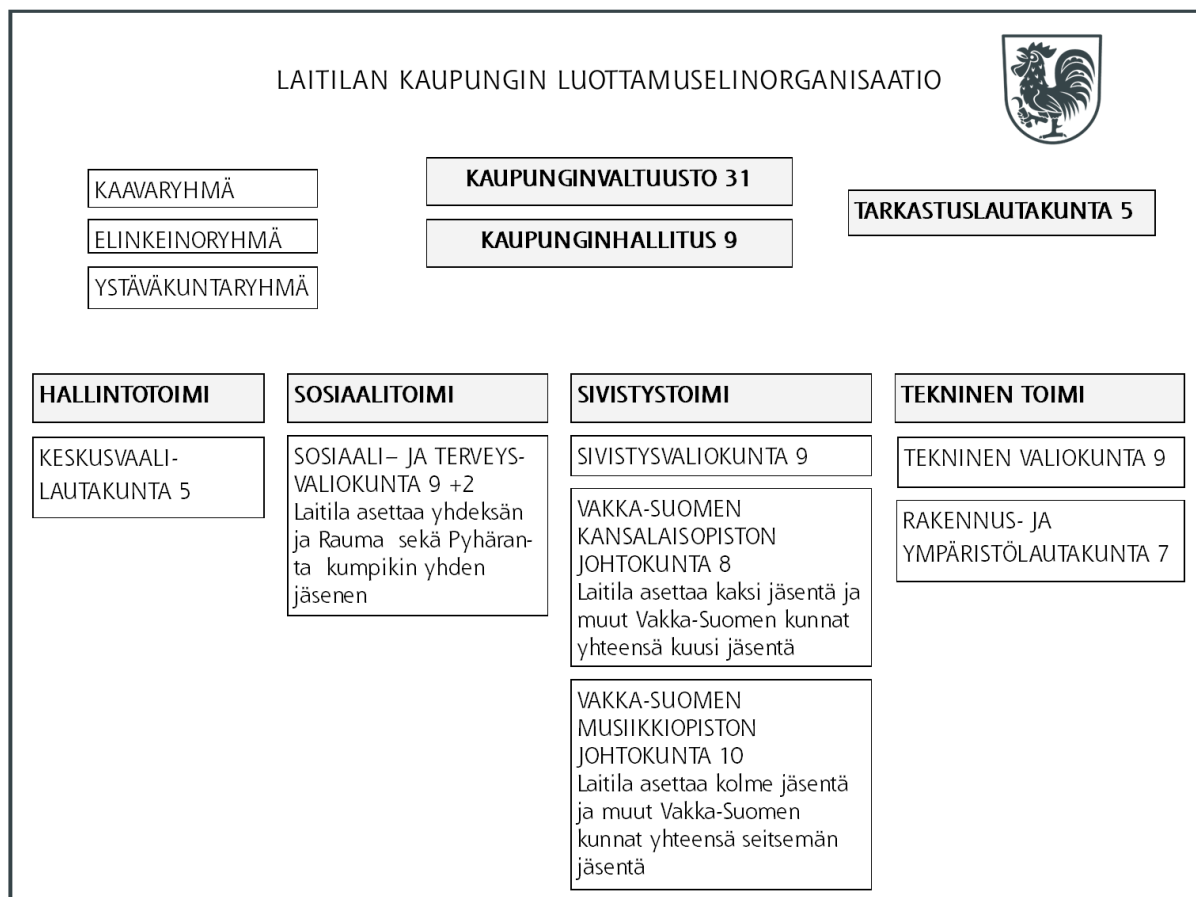 LAITILAN KAUPUNGIN LUOTTAMUSELINORGANISAATIO
KAAVARYHMÄ
ELINKEINORYHMÄ
YSTÄVÄKUNTARYHMÄ
KAUPUNGINVALTUUSTO 31
KAUPUNGINHALLITUS 9
TARKASTUSLAUTAKUNTA 5
HALLINTOTOIMI
KESKUSVAALI-
LAUTAKUNTA 5
SOSIAALITOIMI
SOSIAALI– JA TERVEYS-
VALIOKUNTA 9 +2
Laitila asettaa yhdeksän
ja Rauma sekä Pyhäran-
ta kumpikin yhden
jäsenen
SIVISTYSTOIMI
SIVISTYSVALIOKUNTA 9
VAKKA-SUOMEN
KANSALAISOPISTON
JOHTOKUNTA 8
Laitila asettaa kaksi jäsentä ja
muut Vakka-Suomen kunnat
yhteensä kuusi jäsentä
VAKKA-SUOMEN
MUSIIKKIOPISTON
JOHTOKUNTA 10
Laitila asettaa kolme jäsentä
ja muut Vakka-Suomen
kunnat yhteensä seitsemän
jäsentä
TEKNINEN TOIMI
TEKNINEN VALIOKUNTA 9
RAKENNUS- JA
YMPÄRISTÖLAUTAKUNTA 7